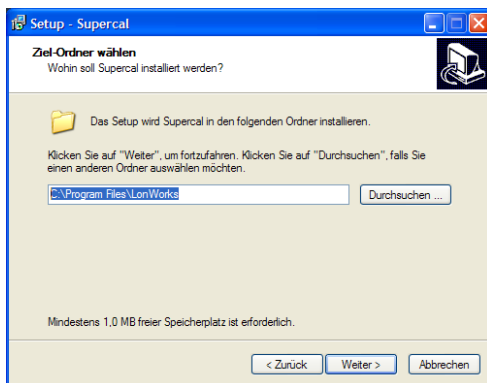 Setup - Supercal
Ziel-Ordner wählen
Wohin soll Supercal installiert werden?
Das Setup wird Supercal in den folgenden Ordner installieren.
Klicken Sie auf "Weiter", um fortzufahren. Klicken Sie auf "Durchsuchen", falls Sie
einen anderen Ordner auswählen möchten.
C:\Program Files\LonWorks
Durchsuchen ...
Mindestens 1,0 MB freier Speicherplatz ist erforderlich.
< Zurück
Weiter >
Abbrechen